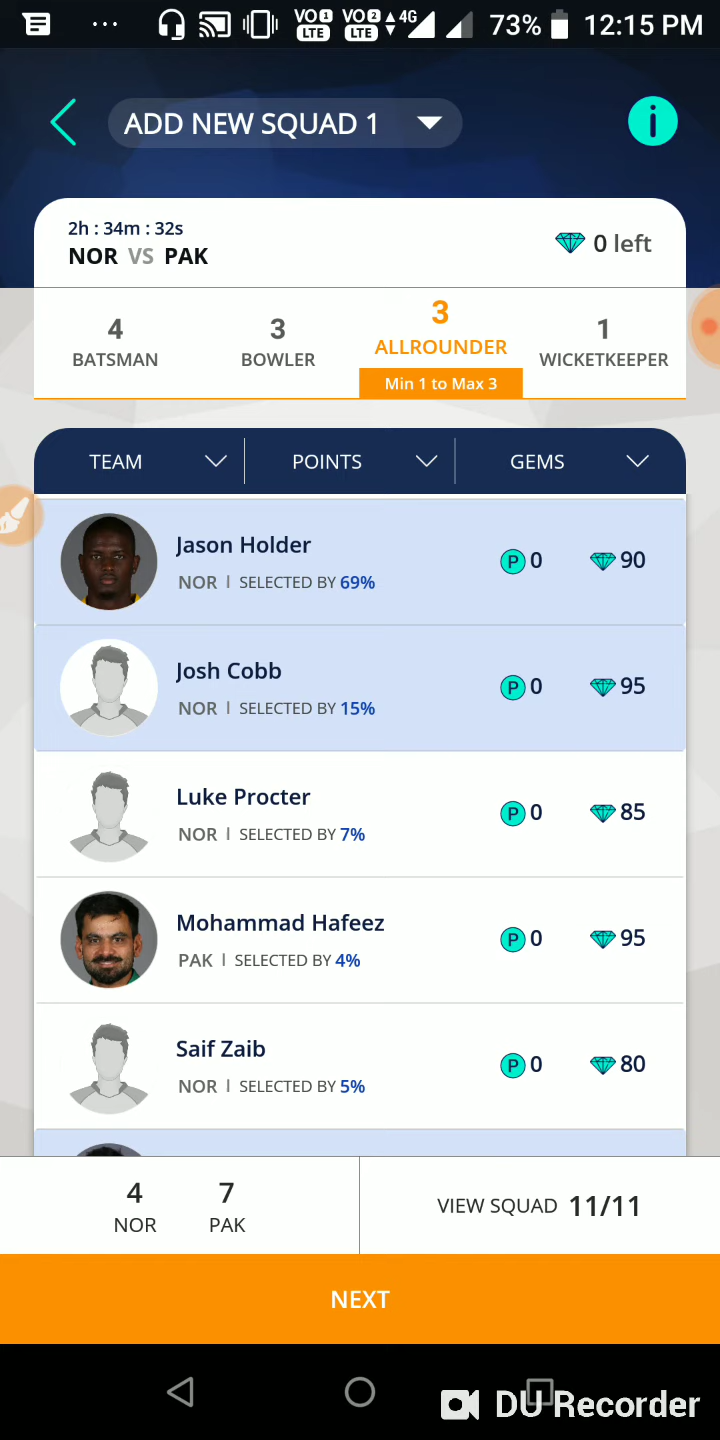 VO 1 LTE VO 2 LTE 4G 73% 12:15 PM
ADD NEW SQUAD 1
i
2h : 34m : 32s
NOR VS PAK
0 left
4 3 3 1
BATSMAN BOWLER ALLROUNDER WICKETKEEPER
Min 1 to Max 3
TEAM POINTS GEMS
Jason Holder
NOR | SELECTED BY 69%
P 0 90
Josh Cobb
NOR | SELECTED BY 15%
P 0 95
Luke Procter
NOR | SELECTED BY 7%
P 0 85
Mohammad Hafeez
PAK | SELECTED BY 4%
P 0 95
Saif Zaib
NOR | SELECTED BY 5%
P 0 80
4 7
NOR PAK
VIEW SQUAD 11/11
NEXT
DU Recorder